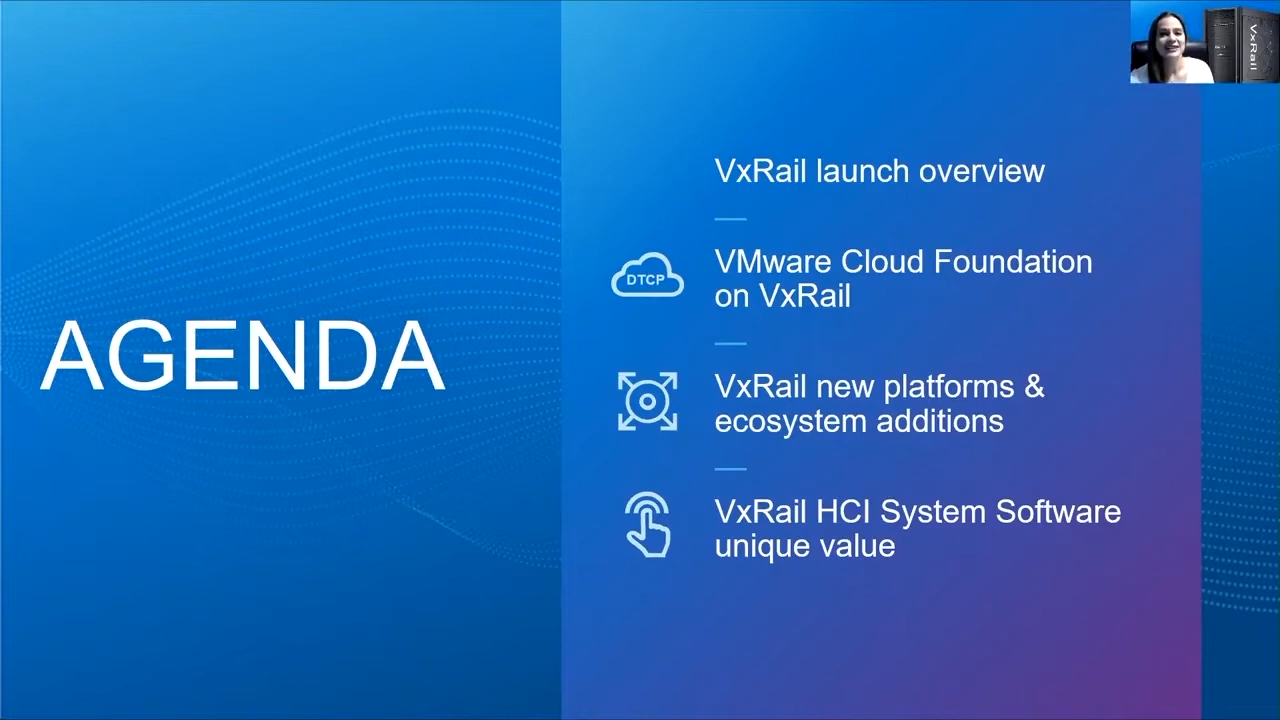 AGENDA
VxRail launch overview
DTCP
VMware Cloud Foundation
on VxRail
VxRail new platforms &
ecosystem additions
VxRail HCI System Software
unique value
VxRail